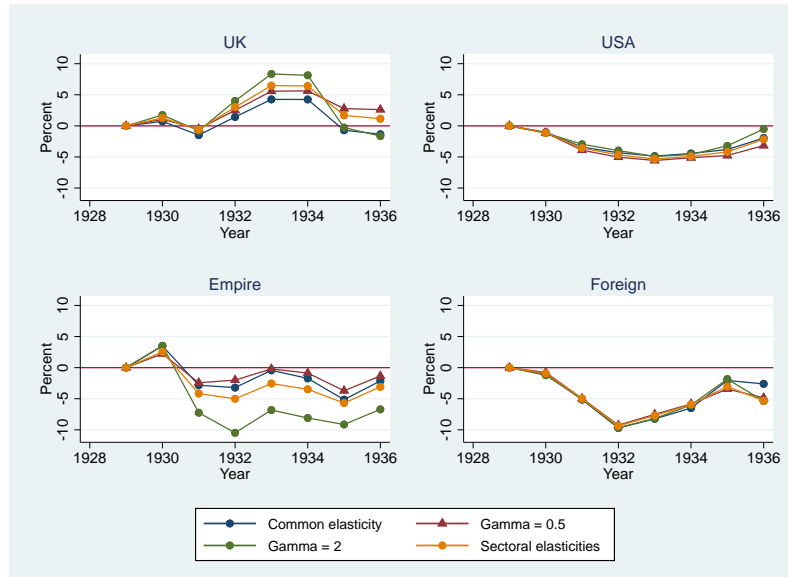 UK
10
5
0
-5
-10
Percent
1928 1930 1932 1934 1936
Year
USA
10
5
0
-5
-10
Percent
1928 1930 1932 1934 1936
Year
Empire
10
5
0
-5
-10
Percent
1928 1930 1932 1934 1936
Year
Foreign
10
5
0
-5
-10
Percent
1928 1930 1932 1934 1936
Year
Common elasticity Gamma = 0.5
Gamma = 2 Sectoral elasticities